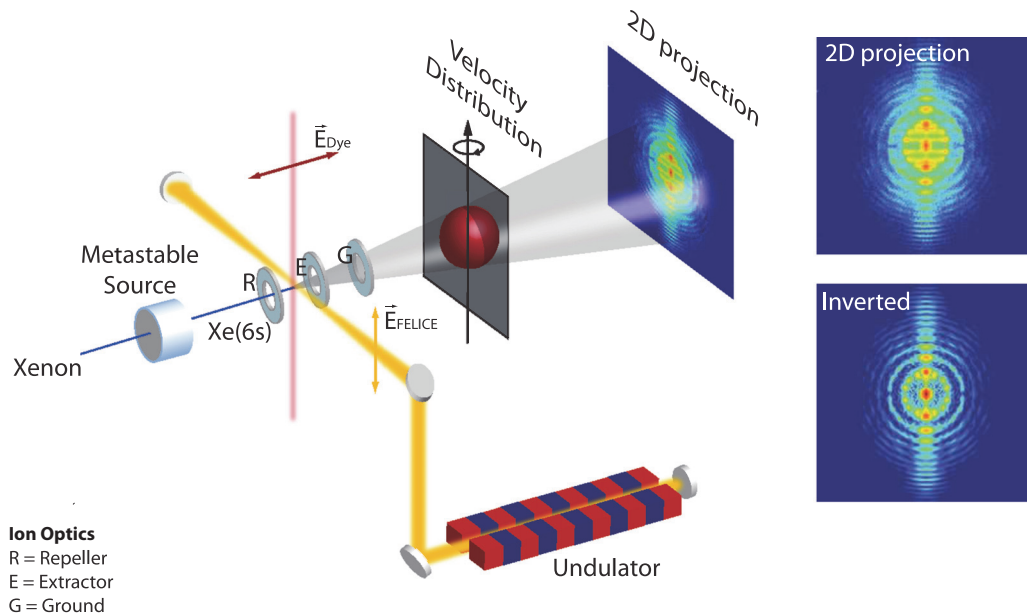 2D projection
Velocity
Distribution
2D projection
E⃗Dye
Metastable
Source
R
E
G
E⃗FELICE
Xe(6s)
Xenon
Inverted
Ion Optics
R = Repeller
E = Extractor
G = Ground
Undulator